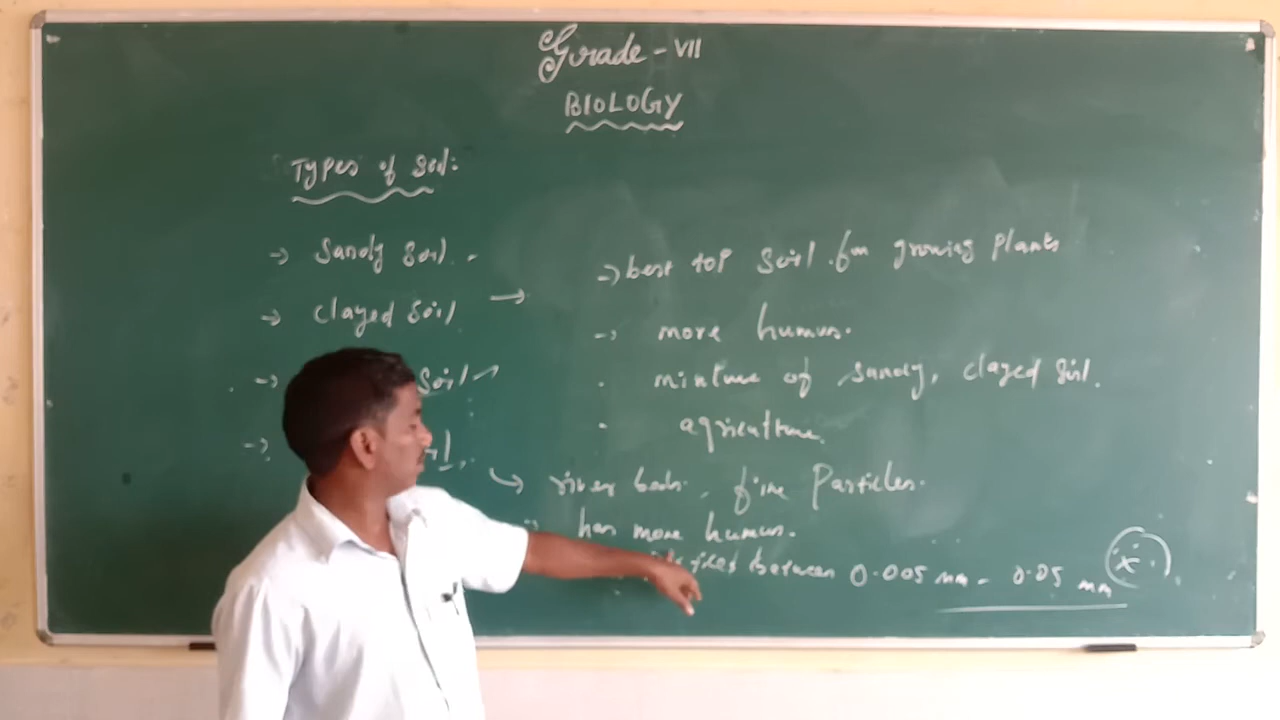 Grade - VII
BIOLOGY
Types of Soil:
→ Sandy Soil.
→ clayed Soil →
→ Soil →
→
→ best top Soil. for growing plants
→ more humus.
. mixture of sandy, clayed Soil.
. agriculture.
→ river beds. fine Particles.
→ has more humus.
between 0.005 mm - 0.05 mm